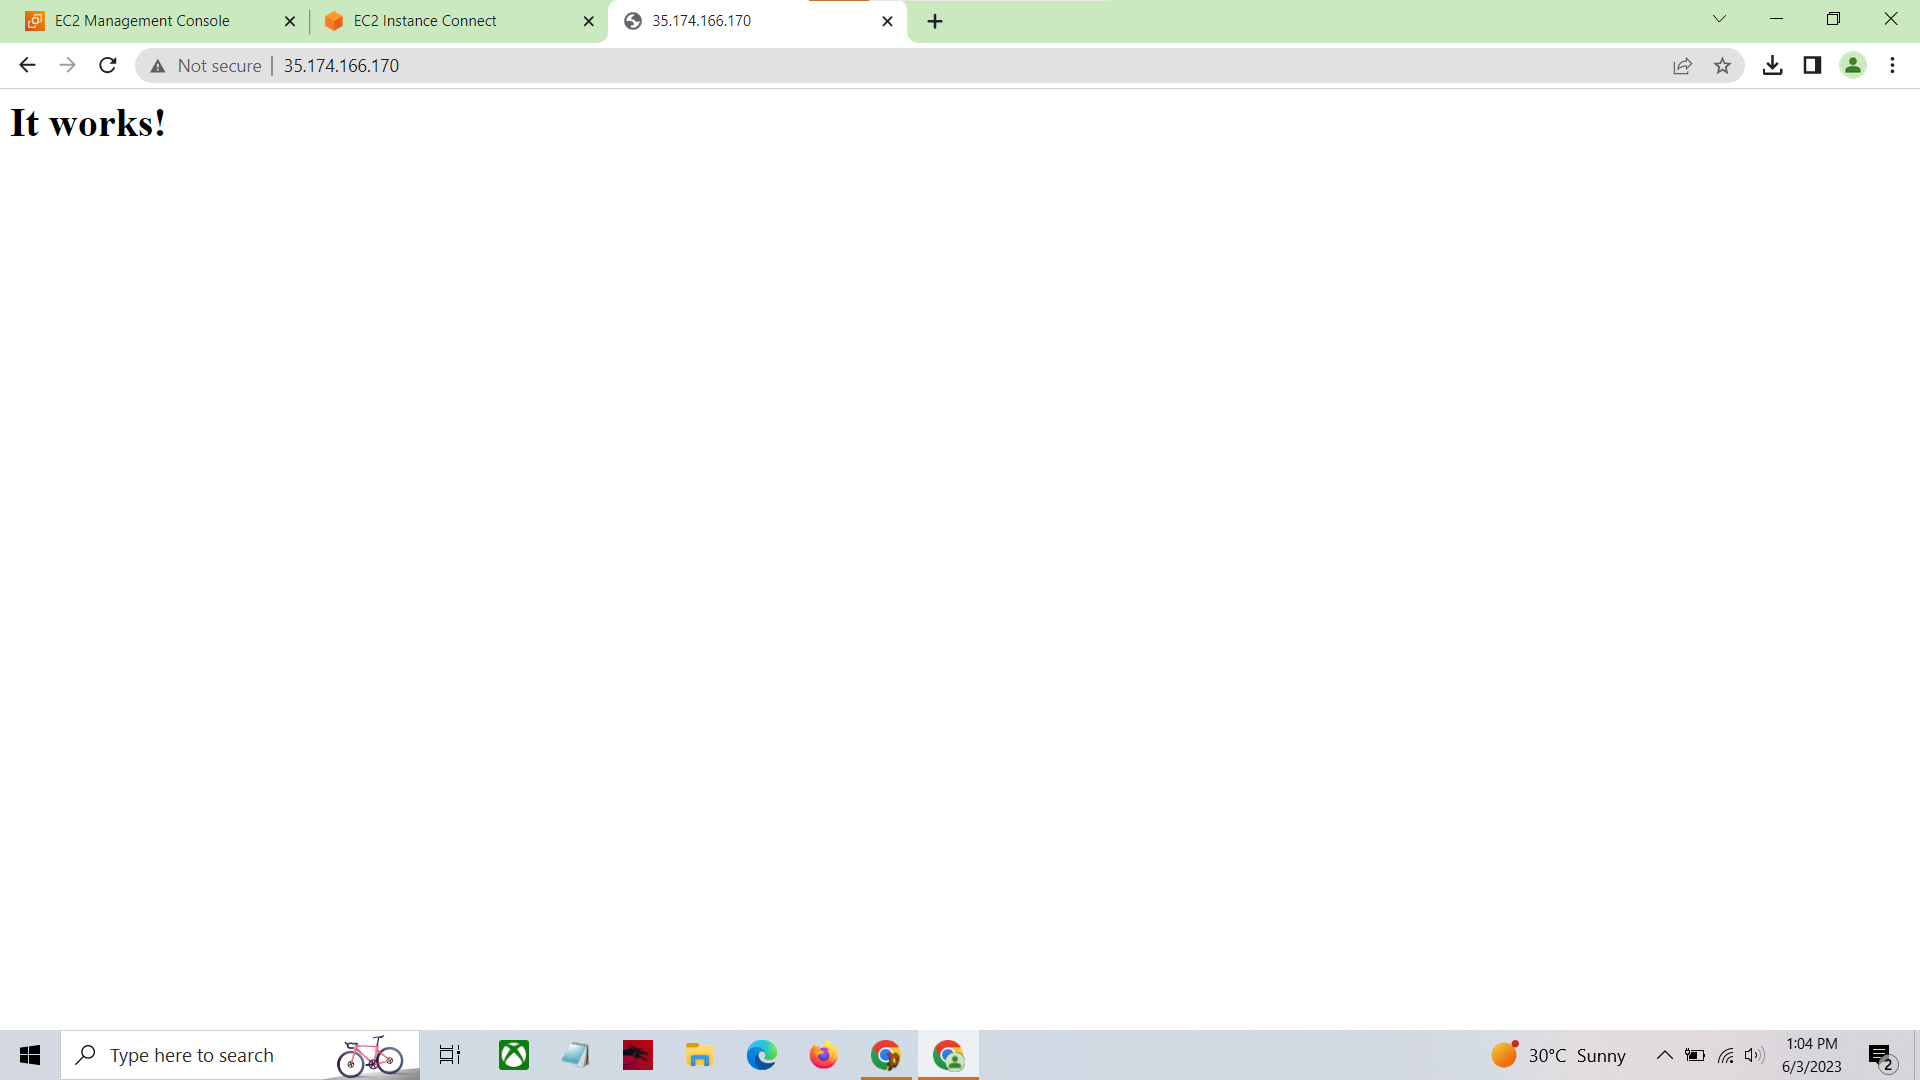 EC2 Management Console
EC2 Instance Connect
35.174.166.170
Not secure
35.174.166.170
It works!
Type here to search
30°C Sunny
1:04 PM
6/3/2023
2